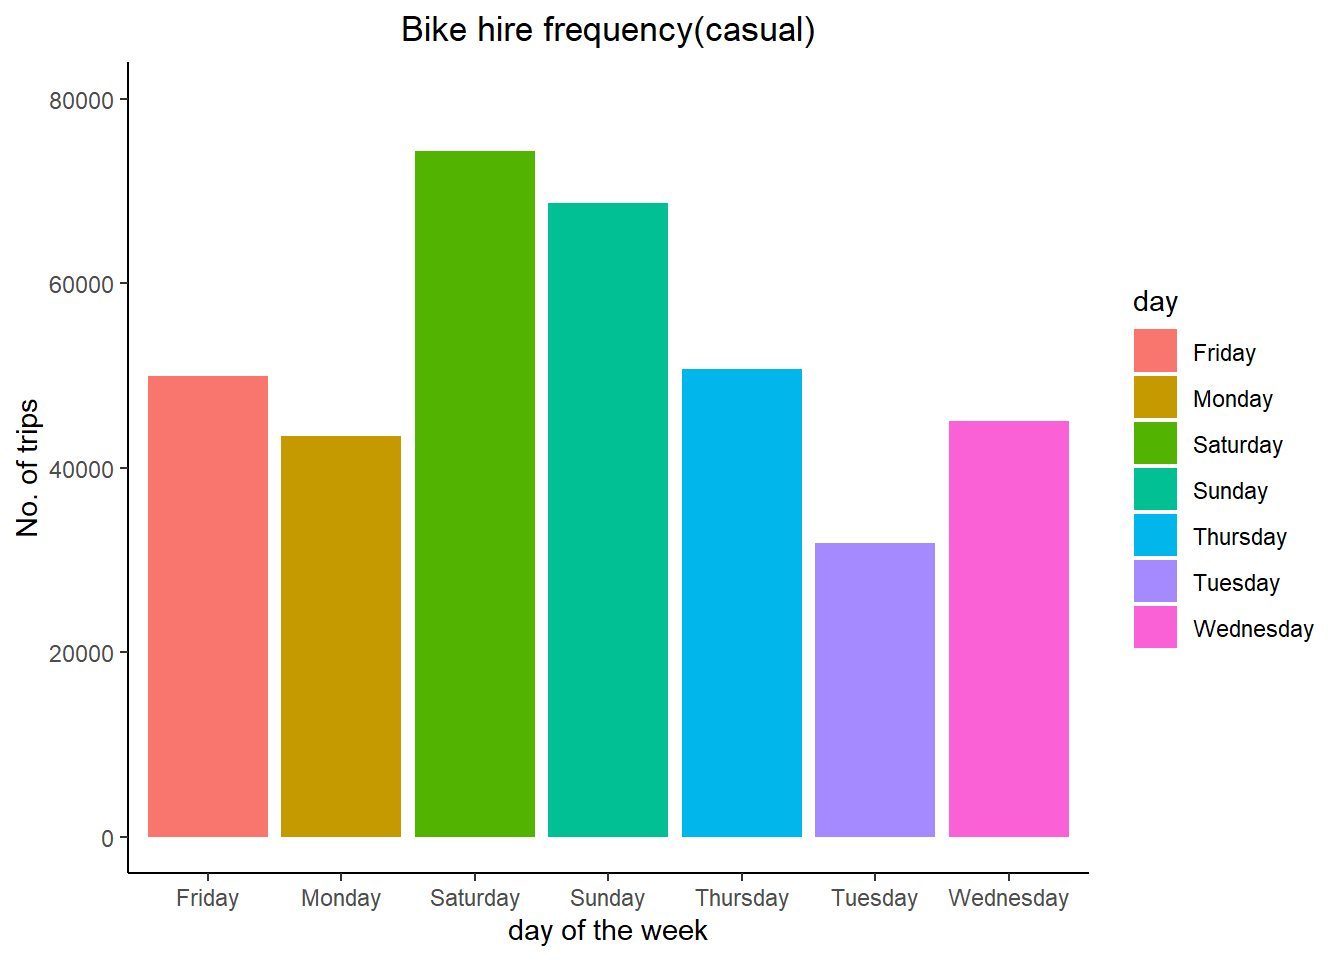 Bike hire frequency(casual)
No. of trips
80000
60000
40000
20000
0
Friday Monday Saturday Sunday Thursday Tuesday Wednesday
day of the week
day
Friday
Monday
Saturday
Sunday
Thursday
Tuesday
Wednesday